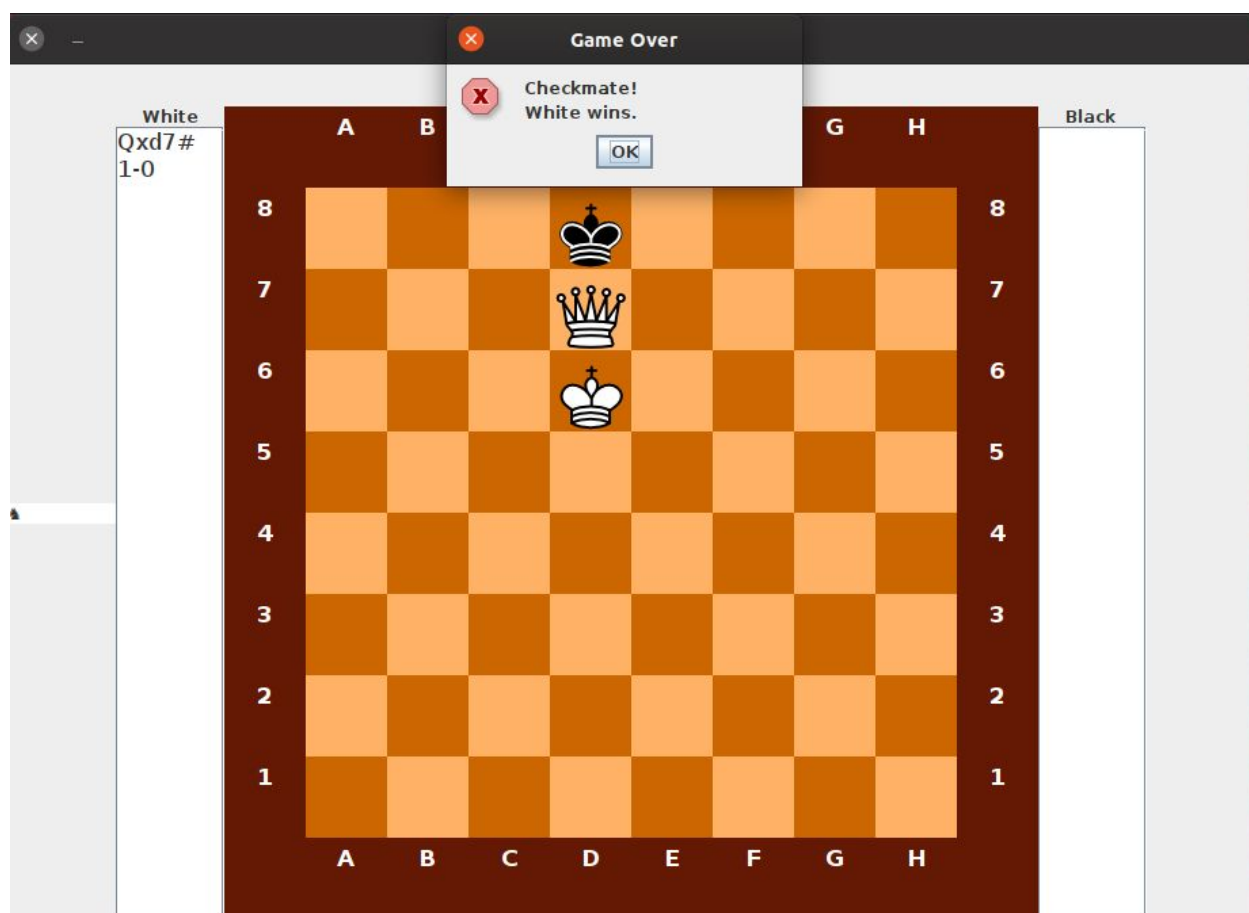 Game Over
Checkmate!
White wins.
OK
White
Black
Qxd7#
1-0
A B G H
8 8
7 7
6 6
5 5
4 4
3 3
2 2
1 1
A B C D E F G H